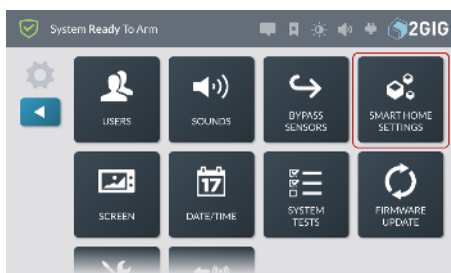 System Ready To Arm
2GIG
USERS
SOUNDS
BYPASS
SENSORS
SMART HOME
SETTINGS
SCREEN
17
DATE/TIME
SYSTEM
TESTS
FIRMWARE
UPDATE